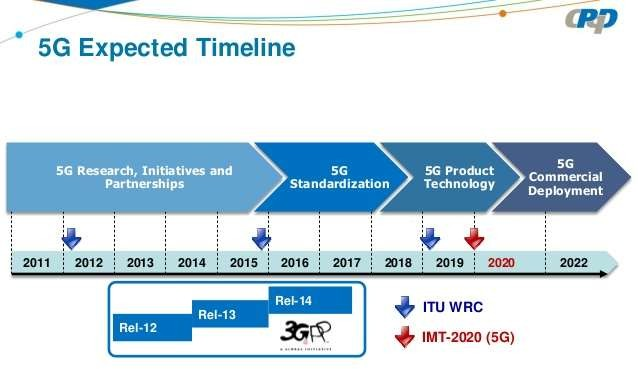 CPqD
5G Expected Timeline
5G Research, Initiatives and
Partnerships
5G
Standardization
5G Product
Technology
5G
Commercial
Deployment
2011 2012 2013 2014 2015 2016 2017 2018 2019 2020 2022
Rel-12
Rel-13
Rel-14
3GPP
A GLOBAL INITIATIVE
ITU WRC
IMT-2020 (5G)